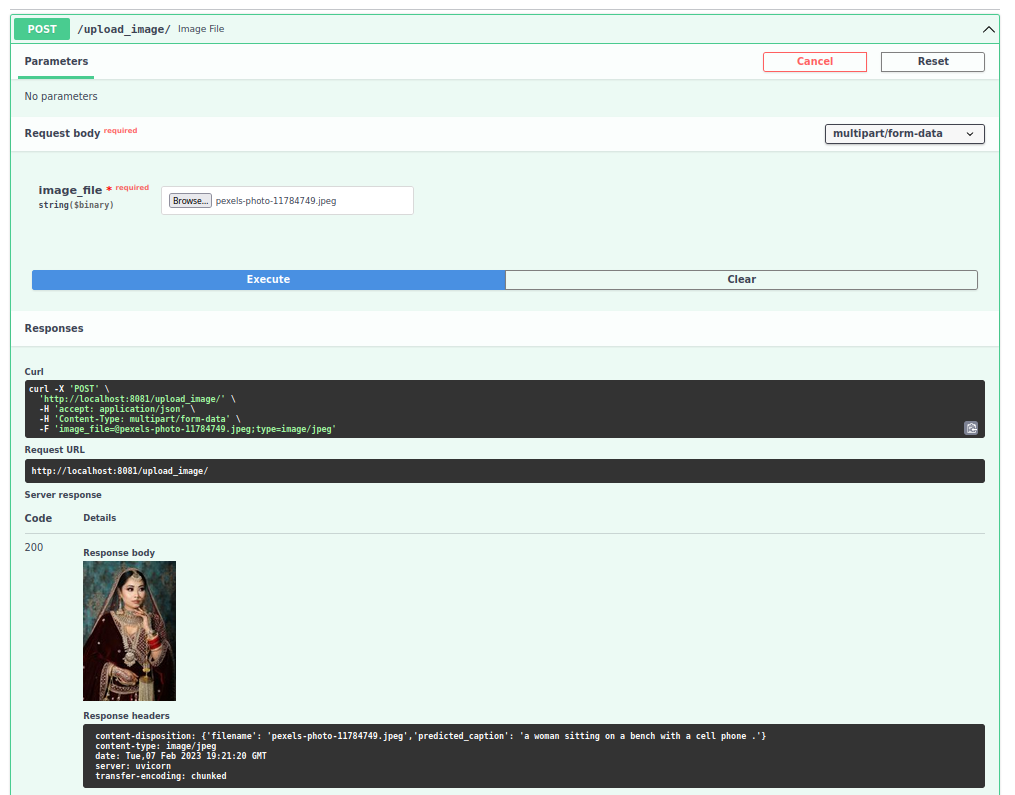 POST /upload_image/ Image File
Parameters Cancel Reset
No parameters
Request body required multipart/form-data
image_file * required
string($binary)
Browse... pexels-photo-11784749.jpeg
Execute Clear
Responses
Curl
curl -X 'POST' \
'http://localhost:8081/upload_image/' \
-H 'accept: application/json' \
-H 'Content-Type: multipart/form-data' \
-F 'image_file=@pexels-photo-11784749.jpeg;type=image/jpeg'
Request URL
http://localhost:8081/upload_image/
Server response
Code Details
200
Response body
Response headers
content-disposition: {'filename': 'pexels-photo-11784749.jpeg','predicted_caption': 'a woman sitting on a bench with a cell phone .'}
content-type: image/jpeg
date: Tue,07 Feb 2023 19:21:20 GMT
server: uvicorn
transfer-encoding: chunked